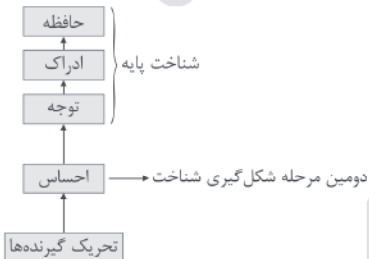 حافظه
ادراک
شناخت پایه
توجه
احساس
دومین مرحله شکل‌گیری شناخت
تحریک گیرنده‌ها